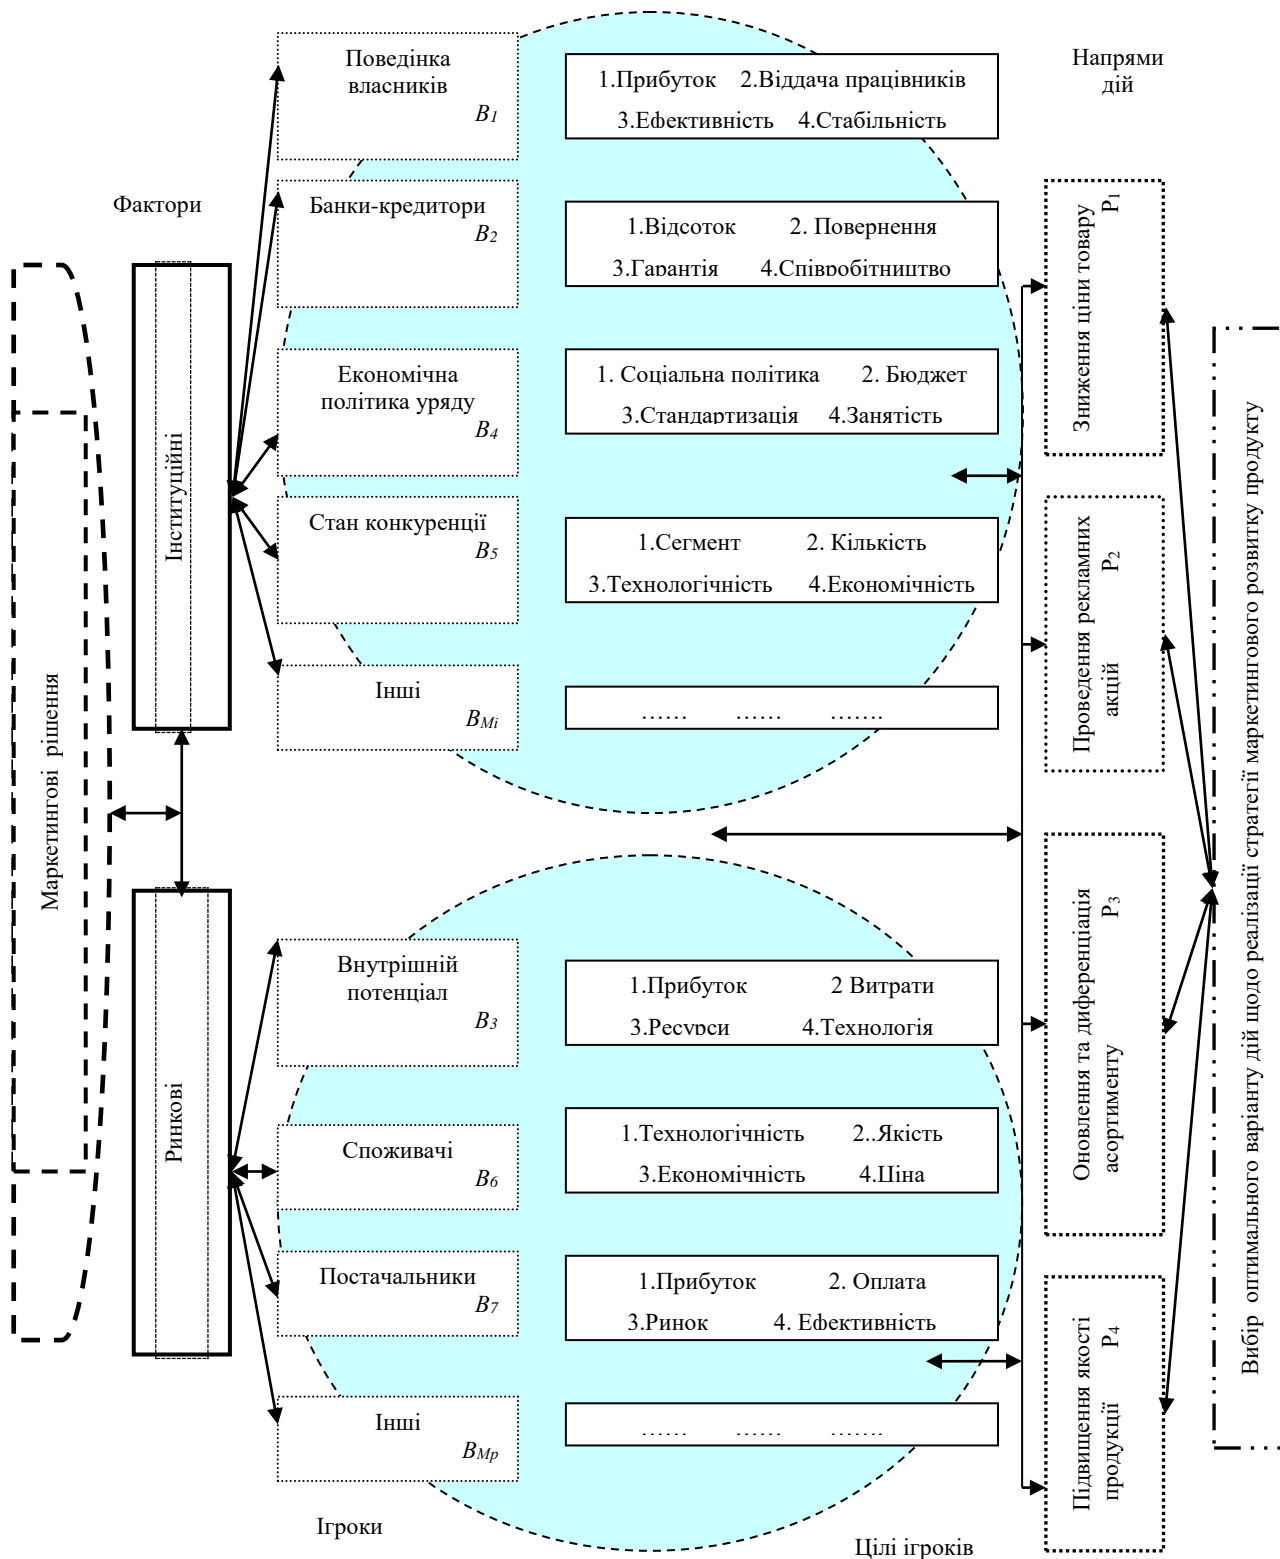 Поведінка
власників
B1
1.Прибуток 2.Віддача працівників
3.Ефективність 4.Стабільність
Напрями
дій
Фактори
Банки-кредитори
B2
1.Відсоток 2. Повернення
3.Гарантія 4.Співробітництво
Зниження ціни товару P1
Економічна
політика уряду
B4
1. Соціальна політика 2. Бюджет
3.Стандартизація 4.Занятість
Інституційні
Стан конкуренції
B5
1.Сегмент 2. Кількість
3.Технологічність 4.Економічність
Проведення рекламних P2
акцій
Інші
BMi
...... ...... .......
Маркетингові рішення
Вибір оптимального варіанту дій щодо реалізації стратегії маркетингового розвитку продукту
Внутрішній
потенціал
B3
1.Прибуток 2 Витрати
3.Ресурси 4.Технологія
Оновлення та диференціація P3
асортименту
Ринкові
Споживачі
B6
1.Технологічність 2..Якість
3.Економічність 4.Ціна
Постачальники
B7
1.Прибуток 2. Оплата
3.Ринок 4. Ефективність
Підвищення якості P4
продукції
Інші
BMp
...... ...... .......
Ігроки
Цілі ігроків